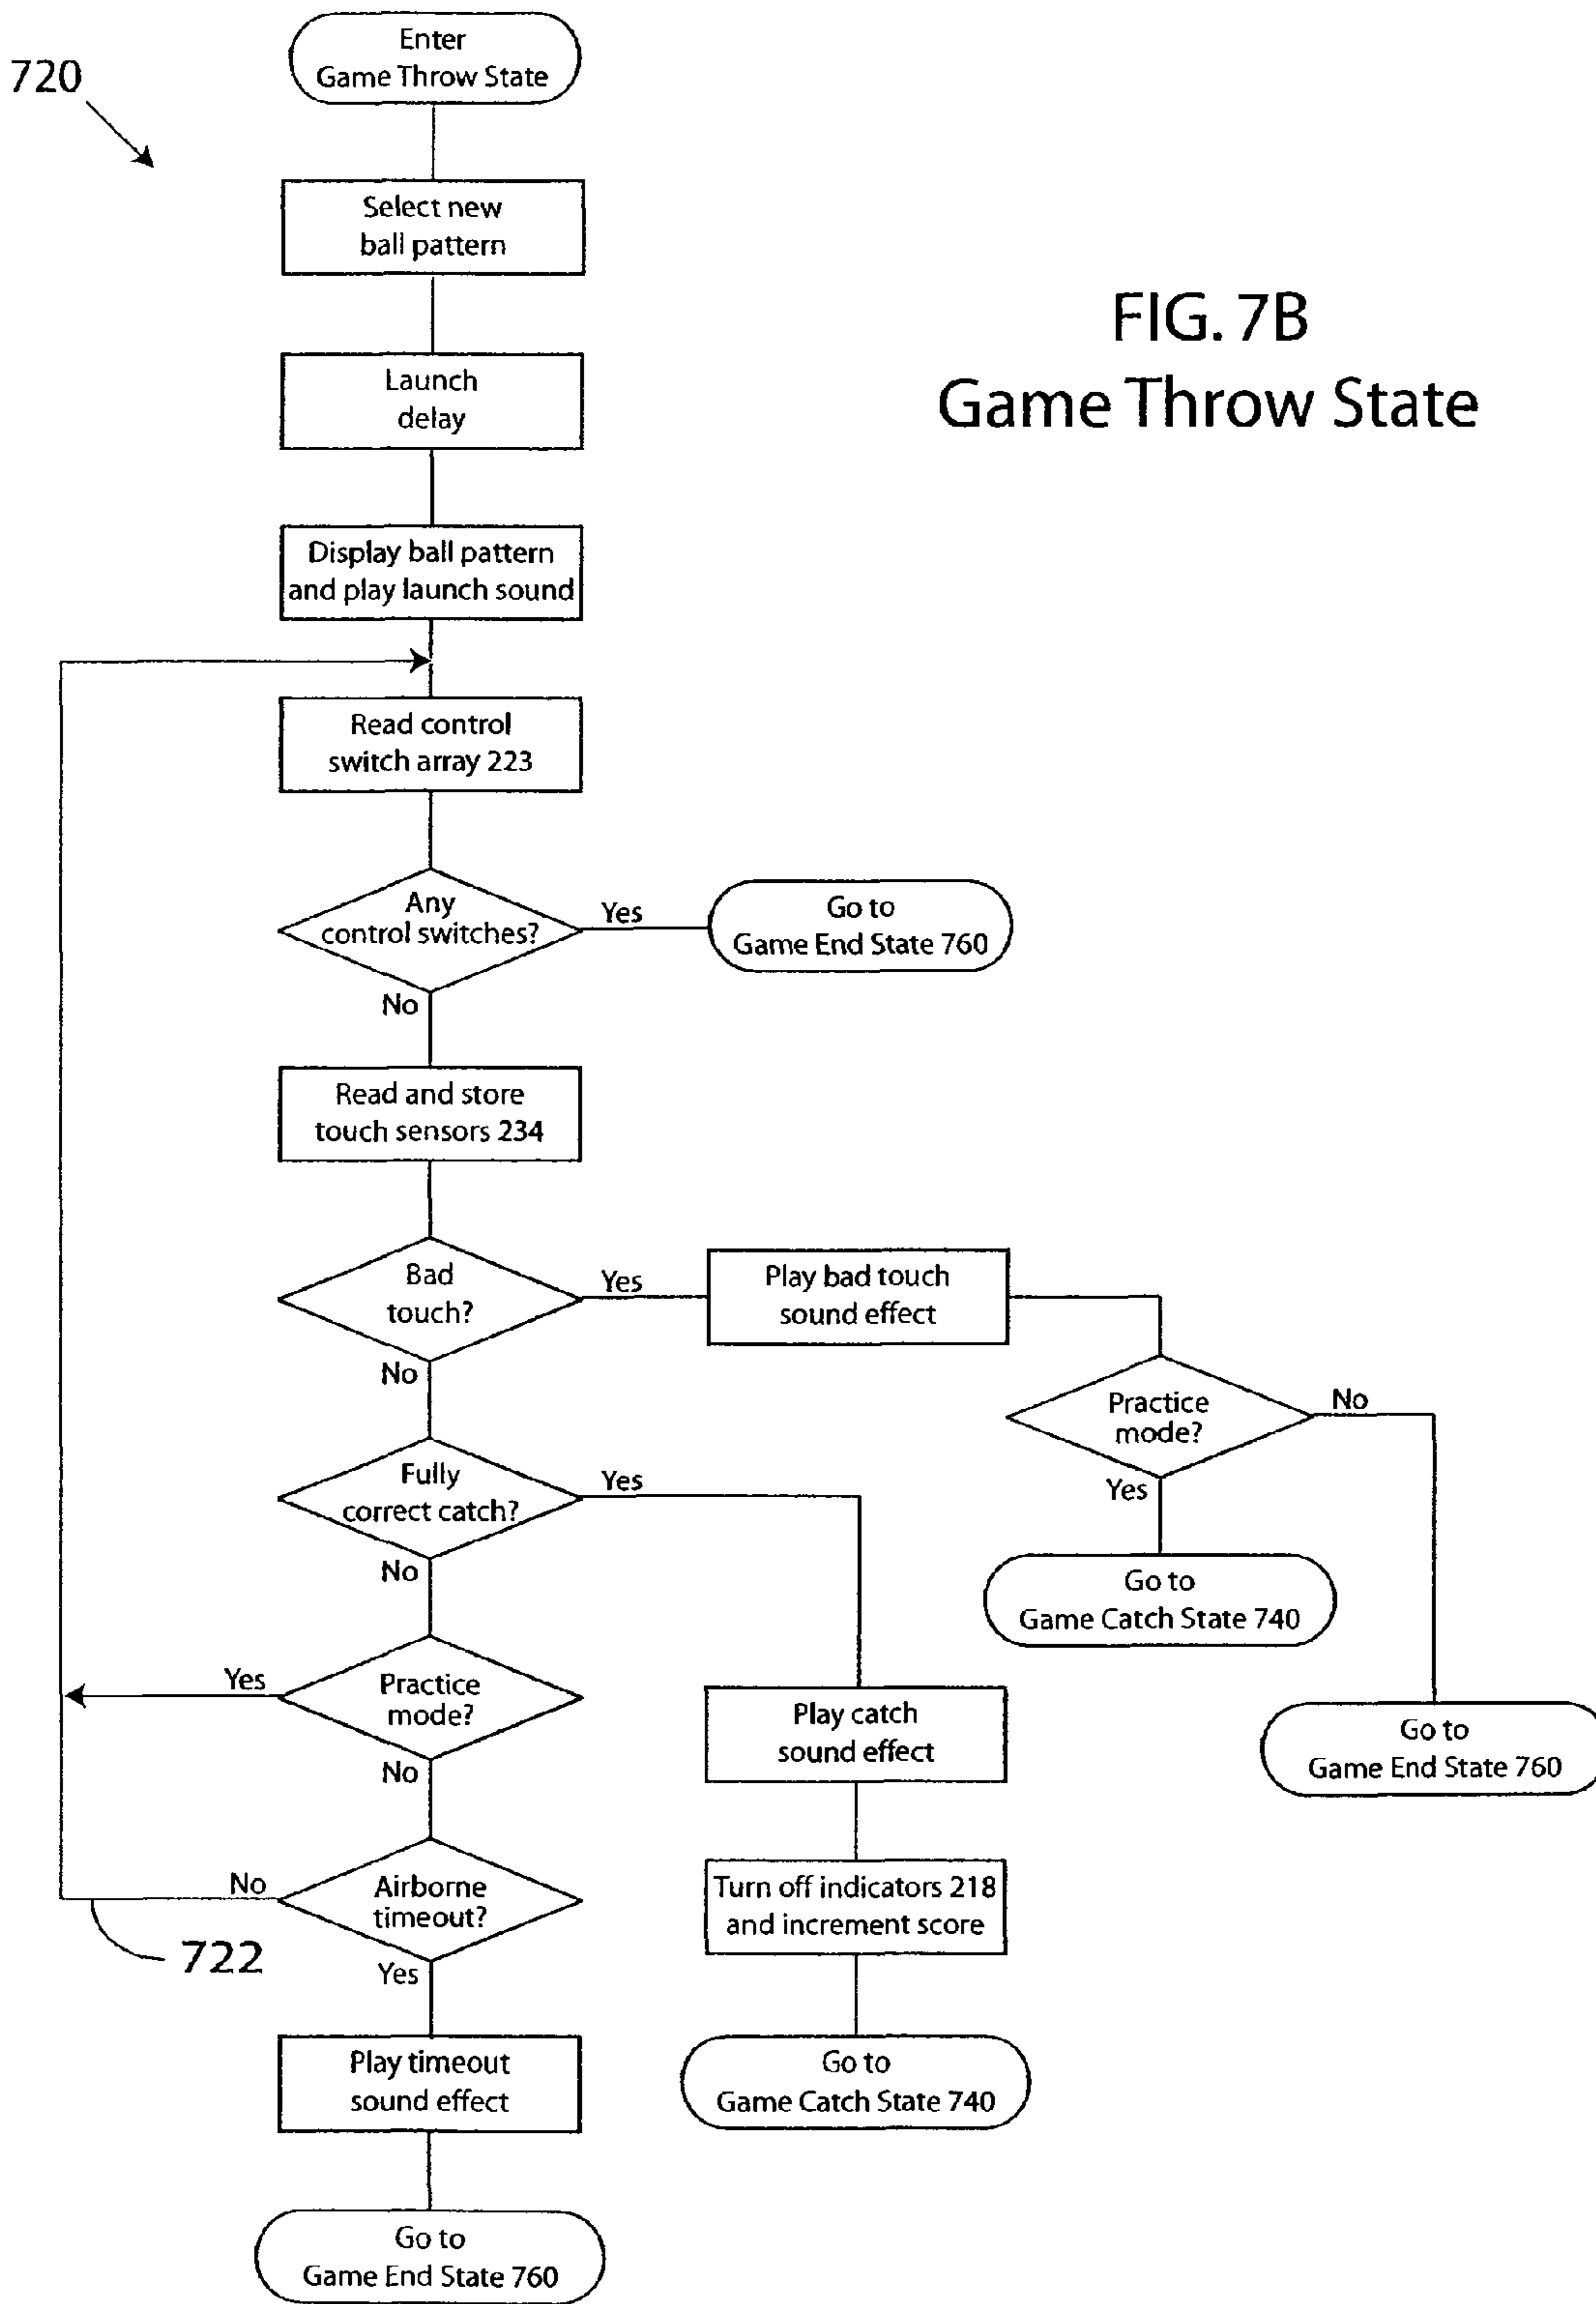 Enter
Game Throw State
720
Select new
ball pattern
FIG. 7B
Game Throw State
Launch
delay
Display ball pattern
and play launch sound
Read control
switch array 223
Any
control switches?
Yes
Go to
Game End State 760
No
Read and store
touch sensors 234
Bad
touch?
Yes
Play bad touch
sound effect
No
Practice
mode?
No
Yes
Go to
Game Catch State 740
Go to
Game End State 760
Fully
correct catch?
Yes
No
Practice
mode?
Yes
No
Play catch
sound effect
Airborne
timeout?
No
722
Yes
Turn off indicators 218
and increment score
Play timeout
sound effect
Go to
Game Catch State 740
Go to
Game End State 760